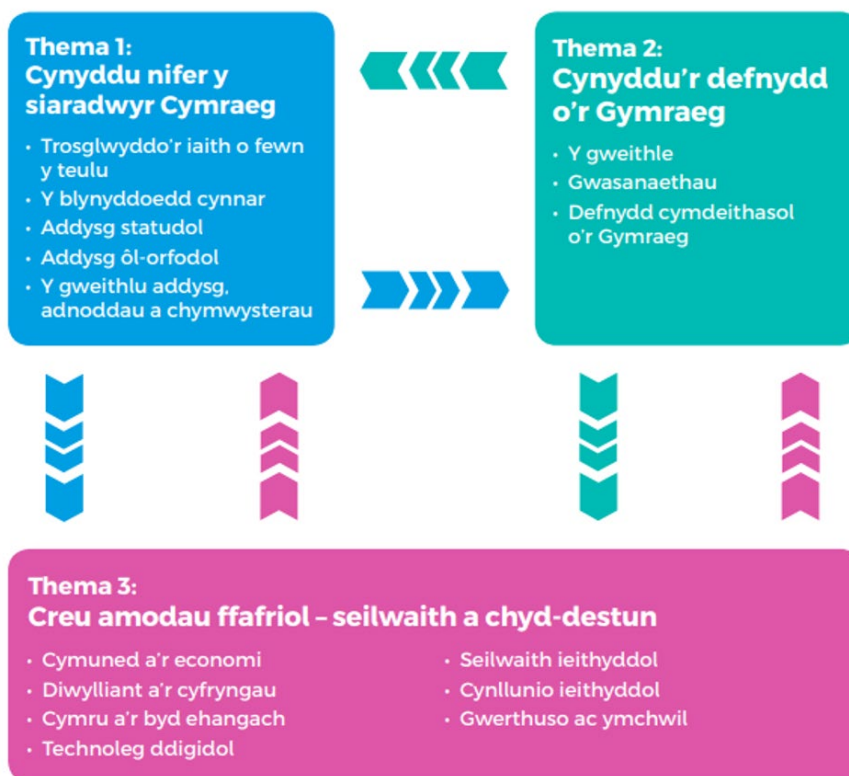 Thema 1:
Cynyddu nifer y
siaradwyr Cymraeg
• Trosglwyddo'r iaith o fewn
y teulu
• Y blynyddoedd cynnar
• Addysg statudol
• Addysg ôl-orfodol
• Y gweithlu addysg,
adnoddau a chymwysterau
Thema 2:
Cynyddu'r defnydd
o'r Gymraeg
• Y gweithle
• Gwasanaethau
• Defnydd cymdeithasol
o'r Gymraeg
Thema 3:
Creu amodau ffafriol – seilwaith a chyd-destun
• Cymuned a'r economi
• Diwylliant a'r cyfryngau
• Cymru a'r byd ehangach
• Technoleg ddigidol
• Seilwaith ieithyddol
• Cynllunio ieithyddol
• Gwerthuso ac ymchwil